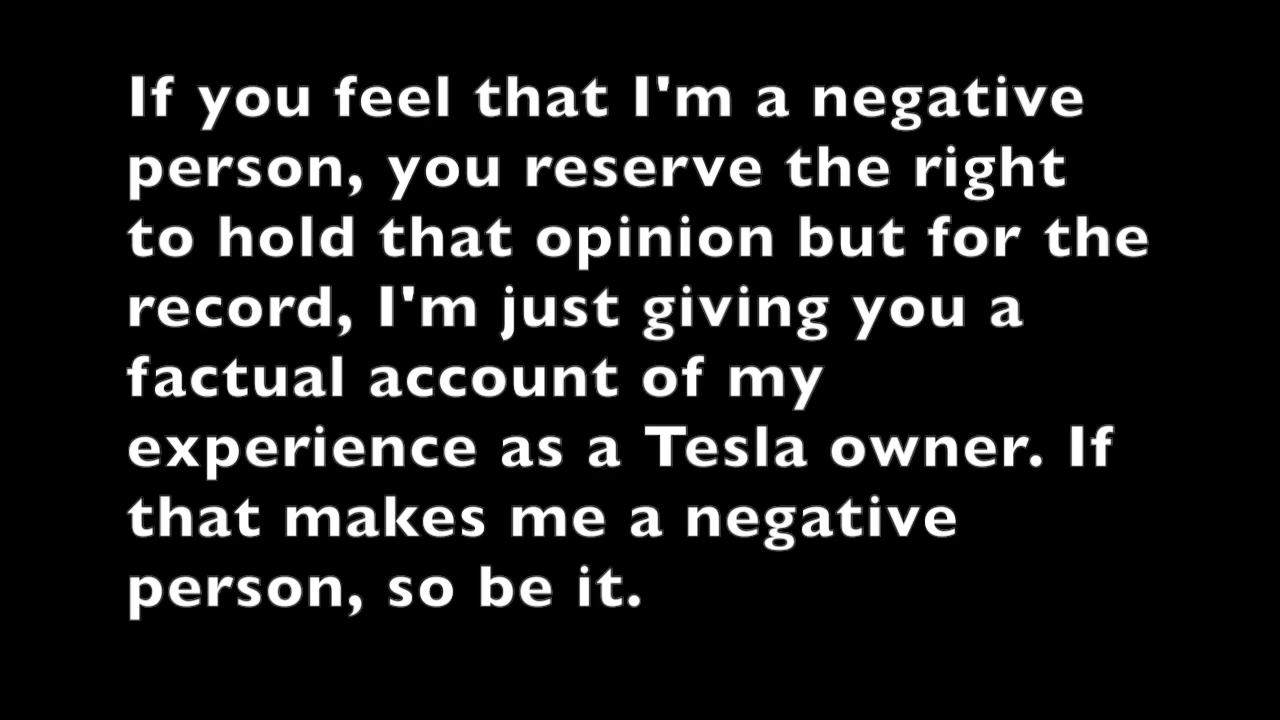 If you feel that I'm a negative
person, you reserve the right
to hold that opinion but for the
record, I'm just giving you a
factual account of my
experience as a Tesla owner. If
that makes me a negative
person, so be it.